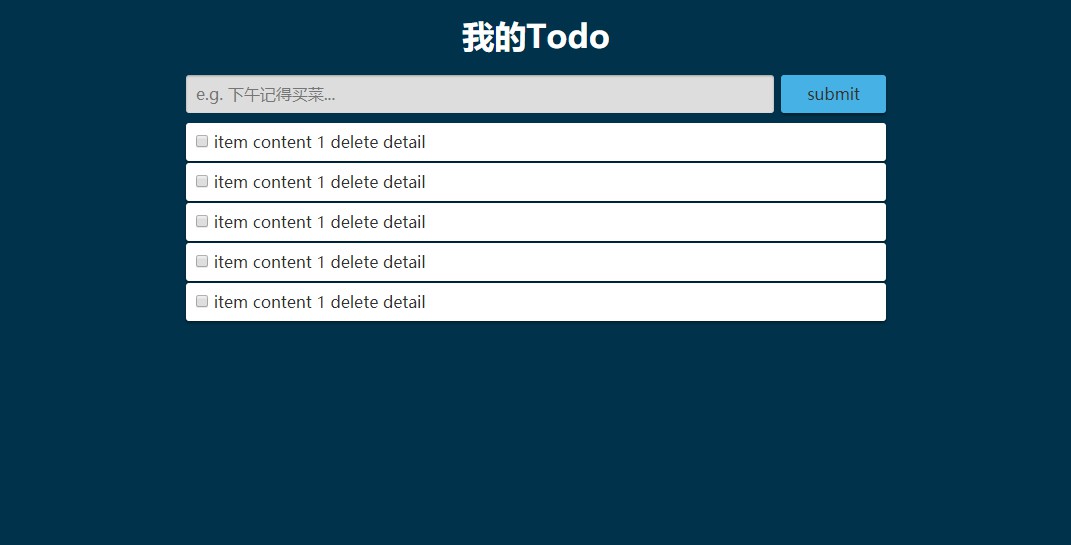 我的Todo
e.g. 下午记得买菜...
submit
item content 1 delete detail
item content 1 delete detail
item content 1 delete detail
item content 1 delete detail
item content 1 delete detail